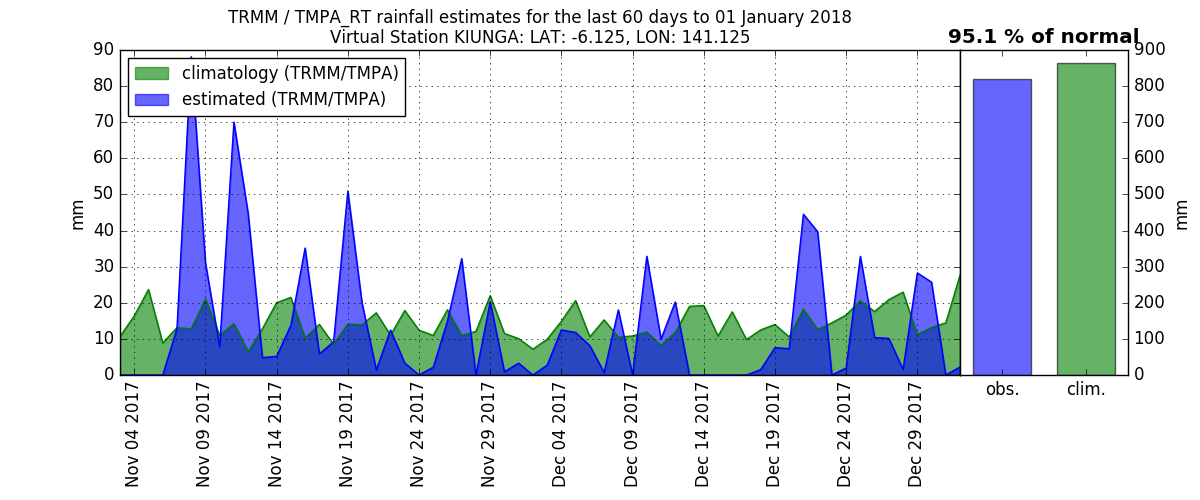 TRMM / TMPA_RT rainfall estimates for the last 60 days to 01 January 2018
Virtual Station KIUNGA: LAT: -6.125, LON: 141.125
95.1 % of normal
climatology (TRMM/TMPA)
estimated (TRMM/TMPA)
90
80
70
60
50
40
30
20
10
0
mm
900
800
700
600
500
400
300
200
100
0
mm
Nov 04 2017
Nov 09 2017
Nov 14 2017
Nov 19 2017
Nov 24 2017
Nov 29 2017
Dec 04 2017
Dec 09 2017
Dec 14 2017
Dec 19 2017
Dec 24 2017
Dec 29 2017
obs.
clim.